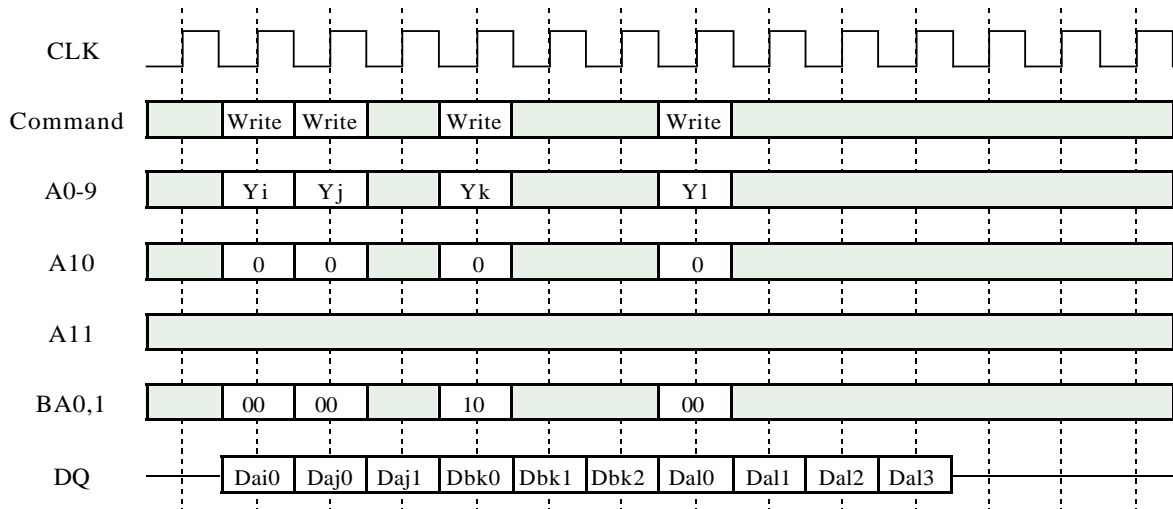 CLK
Command Write Write Write Write
A0-9 Yi Yj Yk Yl
A10 0 0 0 0
A11
BA0,1 00 00 10 00
DQ Dai0 Daj0 Daj1 Dbk0 Dbk1 Dbk2 Dal0 Dal1 Dal2 Dal3